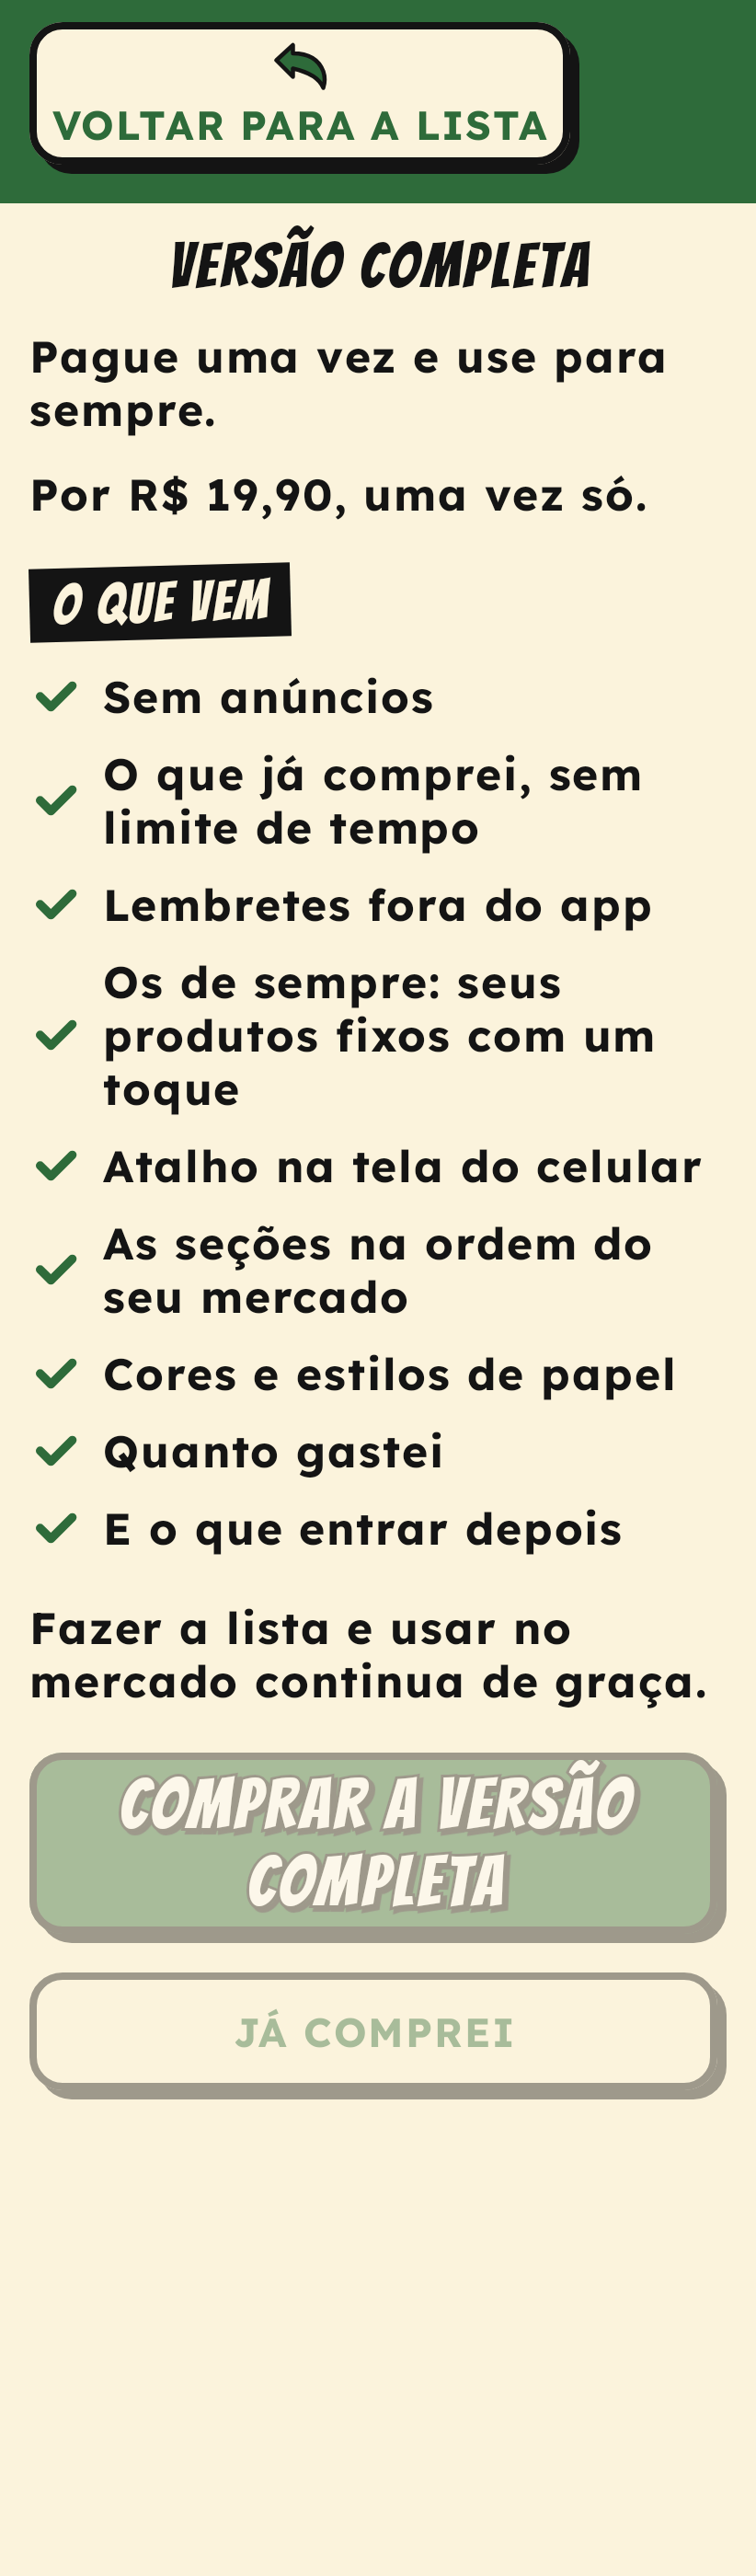 VOLTAR PARA A LISTA
VERSÃO COMPLETA
Pague uma vez e use para
sempre.
Por R$ 19,90, uma vez só.
O QUE VEM
Sem anúncios
O que já comprei, sem
limite de tempo
Lembretes fora do app
Os de sempre: seus
produtos fixos com um
toque
Atalho na tela do celular
As seções na ordem do
seu mercado
Cores e estilos de papel
Quanto gastei
E o que entrar depois
Fazer a lista e usar no
mercado continua de graça.
COMPRAR A VERSÃO
COMPLETA
JÁ COMPREI